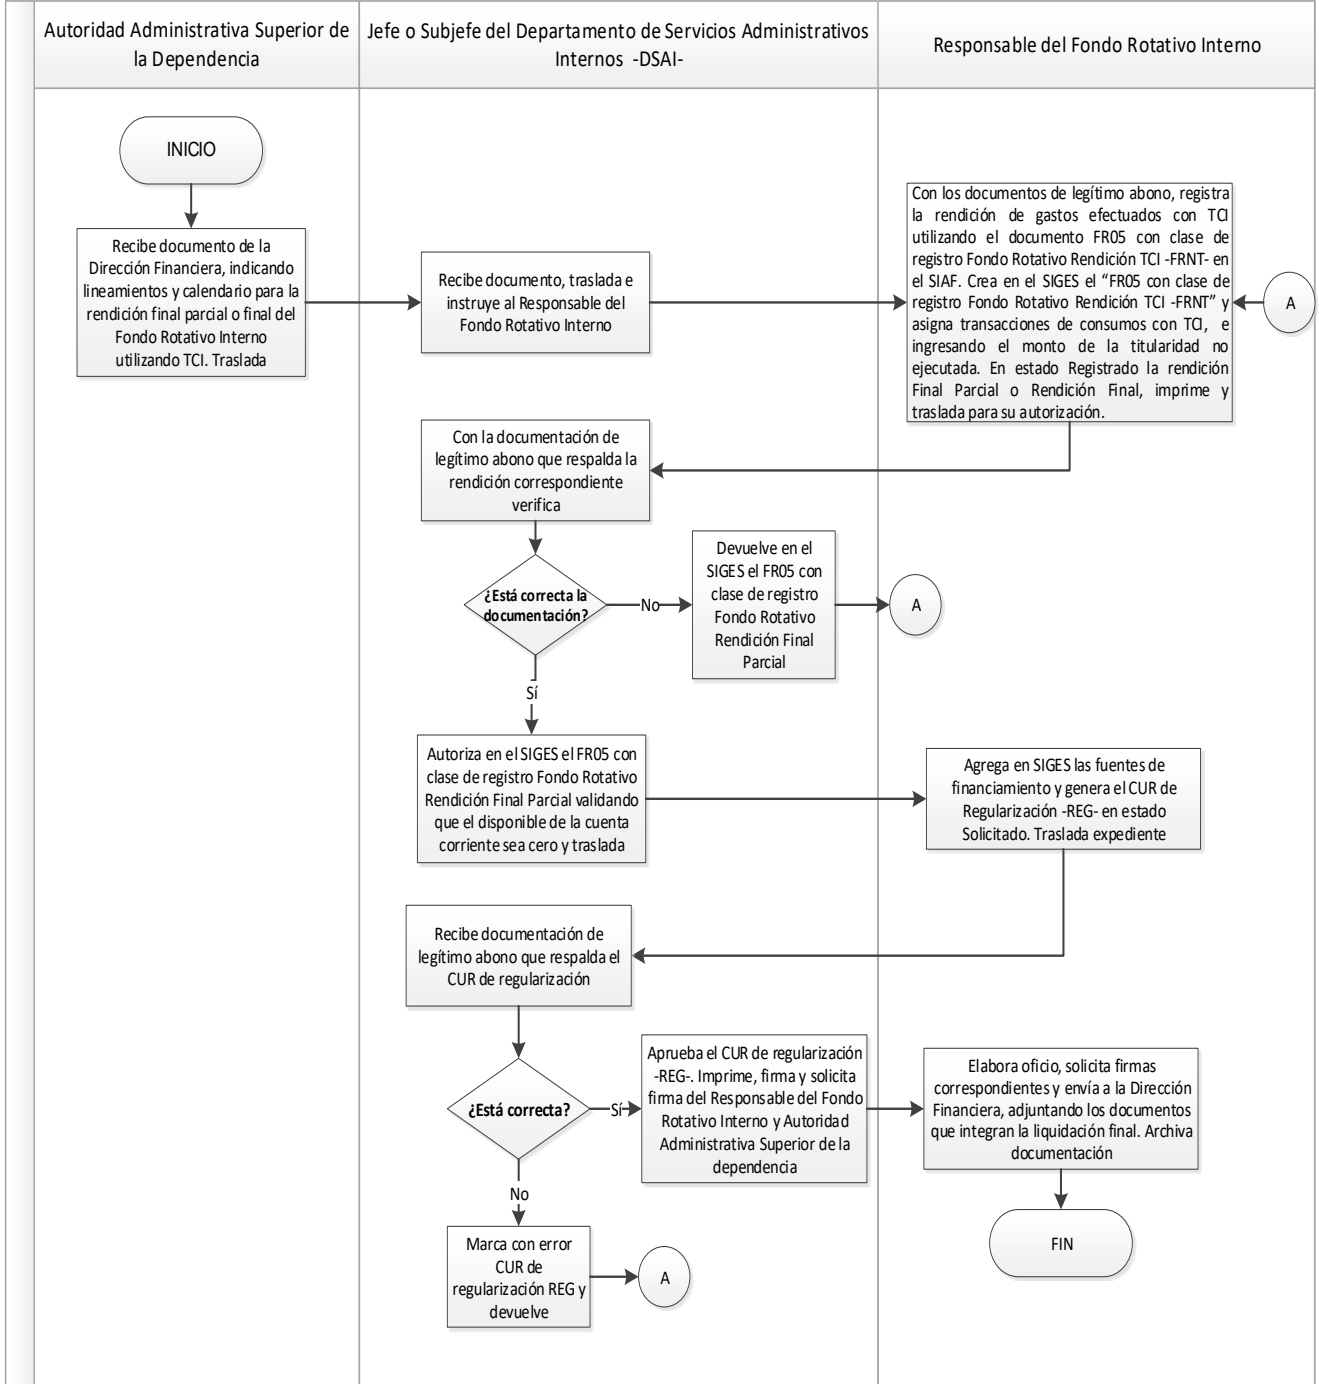 Autoridad Administrativa Superior de
la Dependencia
Jefe o Subjefe del Departamento de Servicios Administrativos
Internos -DSAI-
Responsable del Fondo Rotativo Interno
INICIO
Recibe documento de la
Dirección Financiera, indicando
lineamientos y calendario para la
rendición final parcial o final del
Fondo Rotativo Interno
utilizando TCI. Traslada
Recibe documento, traslada e
instruye al Responsable del
Fondo Rotativo Interno
Con los documentos de legítimo abono, registra
la rendición de gastos efectuados con TCI
utilizando el documento FR05 con clase de
registro Fondo Rotativo Rendición TCI -FRNT- en
el SIAF. Crea en el SIGES el “FR05 con clase de
registro Fondo Rotativo Rendición TCI -FRNT” y
asigna transacciones de consumos con TCI, e
ingresando el monto de la titularidad no
ejecutada. En estado Registrado la rendición
Final Parcial o Rendición Final, imprime y
traslada para su autorización.
A
Con la documentación de
legítimo abono que respalda la
rendición correspondiente
verifica
¿Está correcta la
documentación?
No
Devuelve en el
SIGES el FR05 con
clase de registro
Fondo Rotativo
Rendición Final
Parcial
A
Sí
Autoriza en el SIGES el FR05 con
clase de registro Fondo Rotativo
Rendición Final Parcial validando
que el disponible de la cuenta
corriente sea cero y traslada
Agrega en SIGES las fuentes de
financiamiento y genera el CUR de
Regularización -REG- en estado
Solicitado. Traslada expediente
Recibe documentación de
legítimo abono que respalda el
CUR de regularización
¿Está correcta?
Sí
Aprueba el CUR de regularización
-REG-. Imprime, firma y solicita
firma del Responsable del Fondo
Rotativo Interno y Autoridad
Administrativa Superior de la
dependencia
Elabora oficio, solicita firmas
correspondientes y envía a la Dirección
Financiera, adjuntando los documentos
que integran la liquidación final. Archiva
documentación
No
Marca con error
CUR de
regularización REG y
devuelve
A
FIN